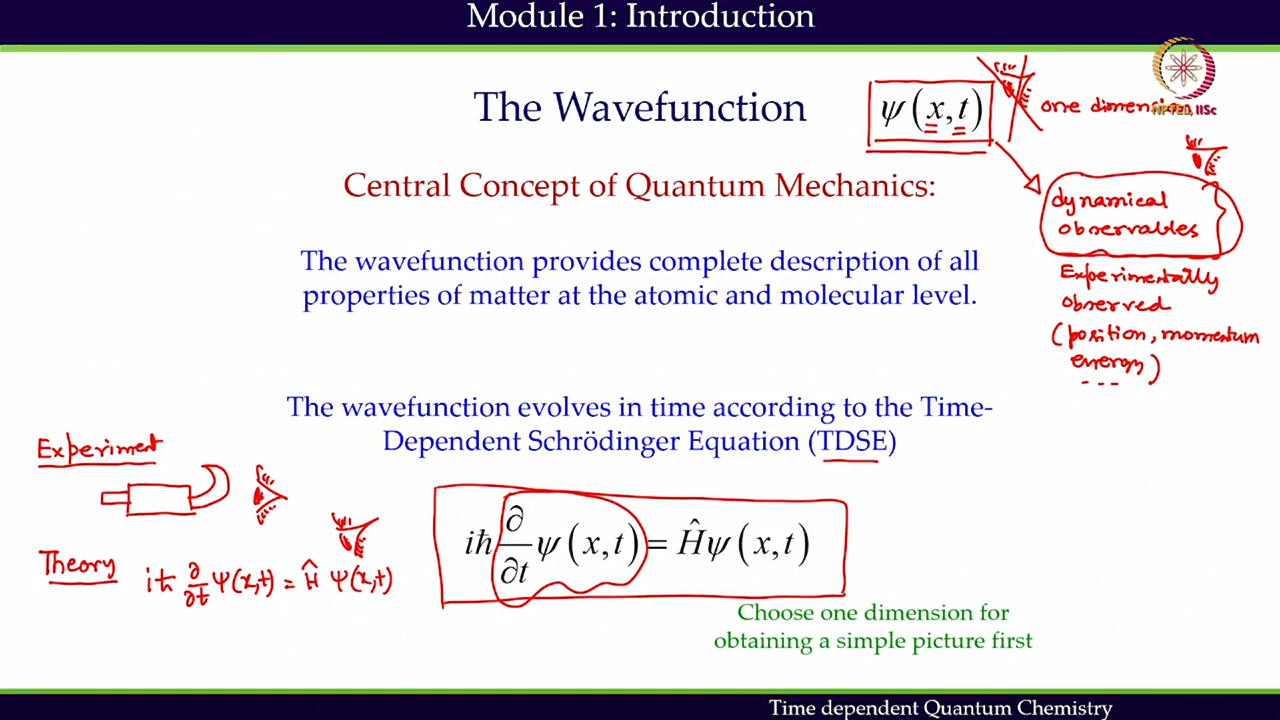 Module 1: Introduction
The Wavefunction
ψ(x,t)
one dimension
NPTEL, IISc
Central Concept of Quantum Mechanics:
dynamical
observables
The wavefunction provides complete description of all
properties of matter at the atomic and molecular level.
Experimentally
observed
(position, momentum
energy)
---
The wavefunction evolves in time according to the Time-
Dependent Schrödinger Equation (TDSE)
Experiment
iħ ∂/∂t ψ(x,t) = Ĥψ(x,t)
Theory iħ ∂/∂t Ψ(x,t) = Ĥ Ψ(x,t)
Choose one dimension for
obtaining a simple picture first
Time dependent Quantum Chemistry